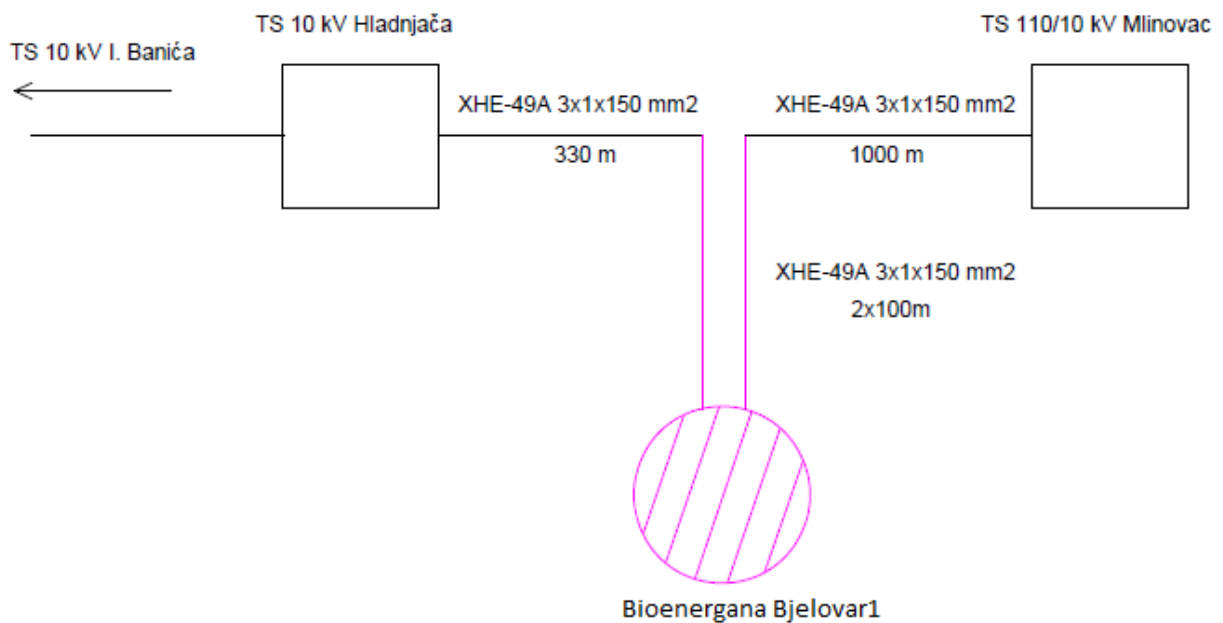 TS 10 kV Hladnjača
TS 110/10 kV Mlinovac
TS 10 kV I. Banića
XHE-49A 3x1x150 mm2
XHE-49A 3x1x150 mm2
330 m
1000 m
XHE-49A 3x1x150 mm2
2x100m
Bioenergana Bjelovar1